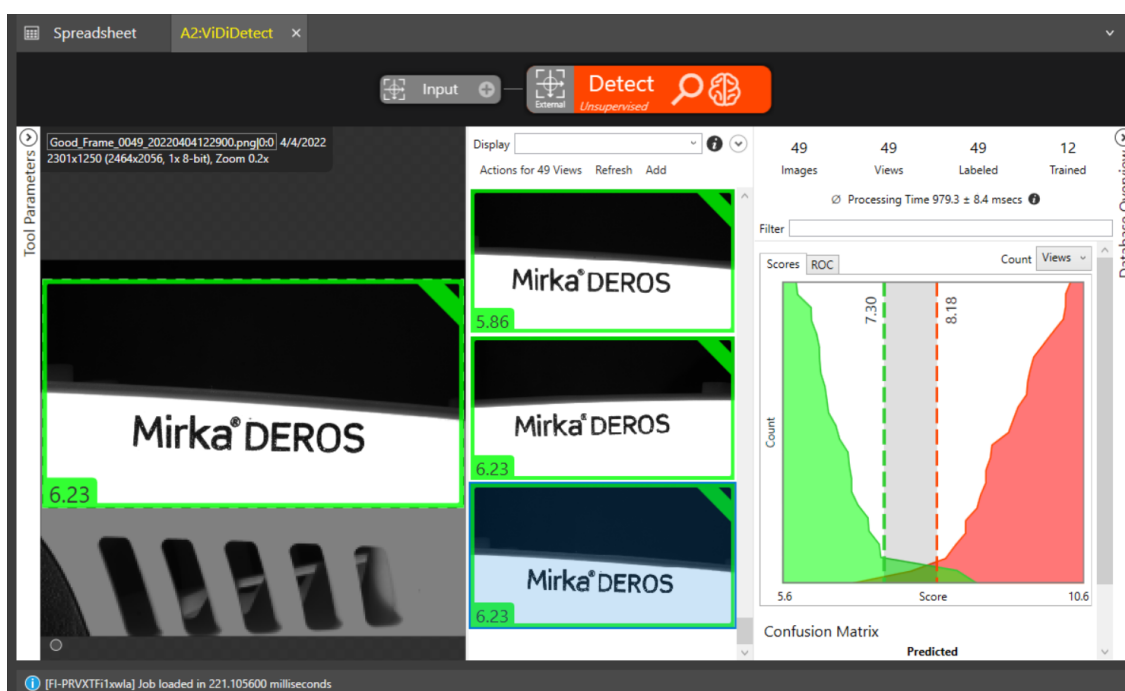 Spreadsheet
A2:ViDiDetect ×
Input
External
Detect
Unsupervised
Tool Parameters
Good_Frame_0049_20220404122900.png|0:0 4/4/2022
2301x1250 (2464x2056, 1x 8-bit), Zoom 0.2x
Mirka® DEROS
6.23
Display
Actions for 49 Views Refresh Add
Mirka® DEROS
5.86
Mirka® DEROS
6.23
Mirka® DEROS
6.23
49 49 49 12
Images Views Labeled Trained
Ø Processing Time 979.3 ± 8.4 msecs
Filter
Scores ROC Count Views
7.30
8.18
Count
5.6 Score 10.6
Confusion Matrix
Predicted
Database Overview
[FI-PRVXTFi1xwla] Job loaded in 221.105600 milliseconds